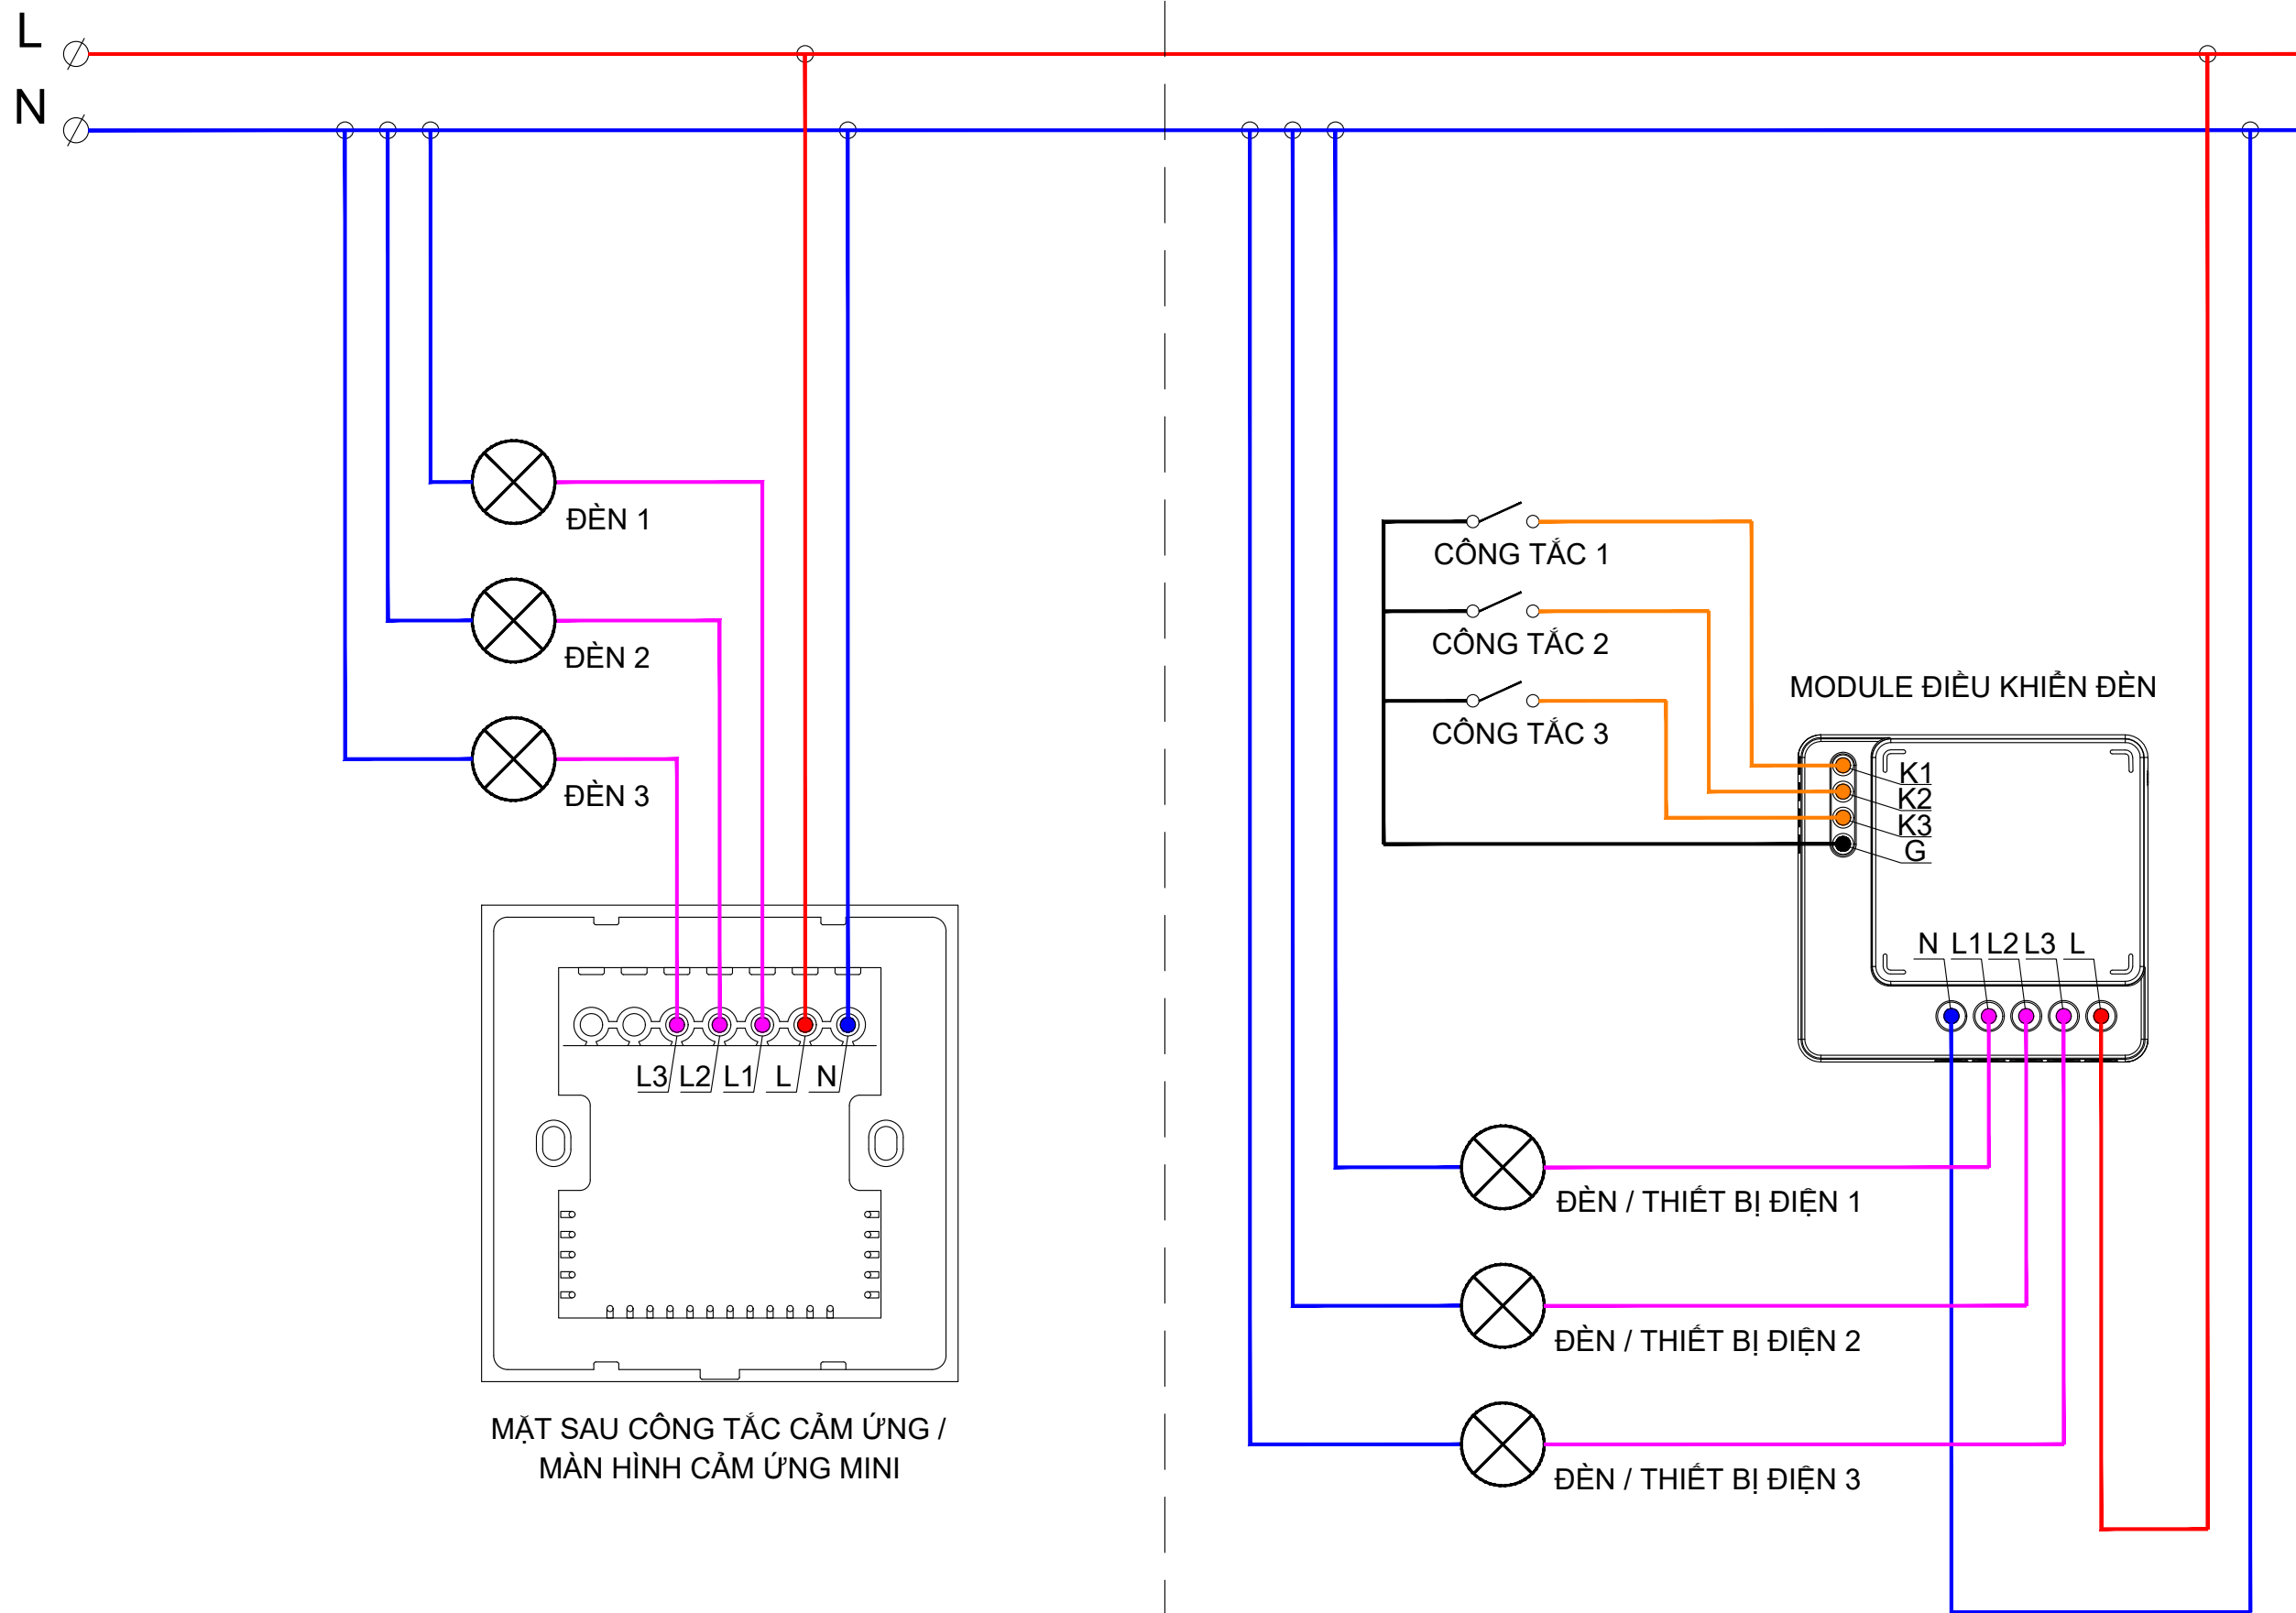 L
N
ĐÈN 1
ĐÈN 2
ĐÈN 3
L3 L2 L1 L N
MẶT SAU CÔNG TẮC CẢM ỨNG /
MÀN HÌNH CẢM ỨNG MINI
CÔNG TẮC 1
CÔNG TẮC 2
CÔNG TẮC 3
MODULE ĐIỀU KHIỂN ĐÈN
K1
K2
K3
G
N L1 L2 L3 L
ĐÈN / THIẾT BỊ ĐIỆN 1
ĐÈN / THIẾT BỊ ĐIỆN 2
ĐÈN / THIẾT BỊ ĐIỆN 3